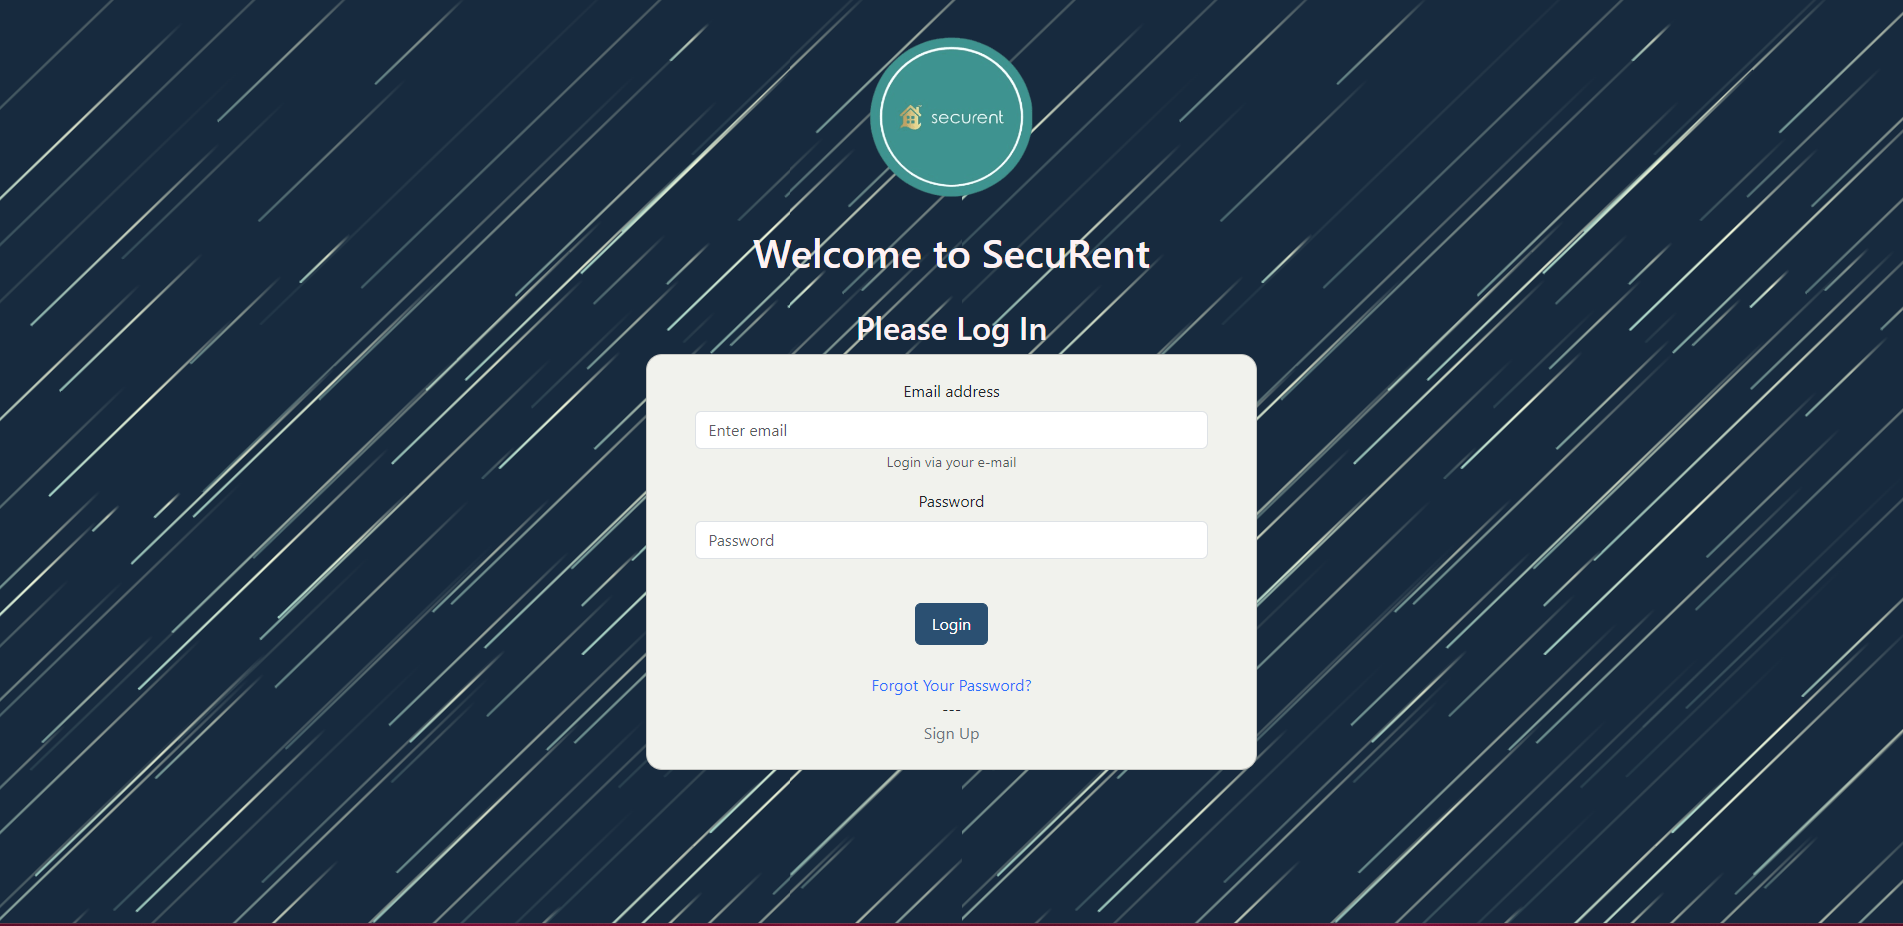 securent
Welcome to SecuRent
Please Log In
Email address
Enter email
Login via your e-mail
Password
Password
Login
Forgot Your Password?
---
Sign Up